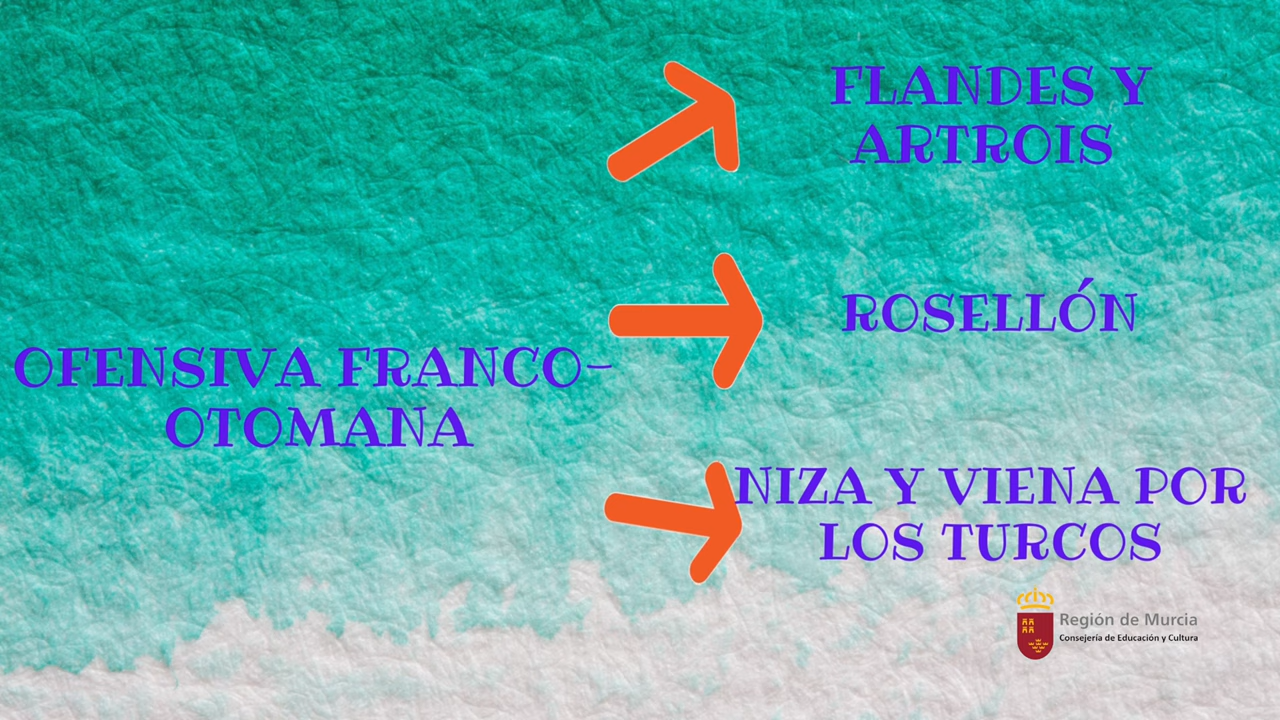 FLANDES Y
ARTROIS
ROSELLÓN
OFENSIVA FRANCO-
OTOMANA
NIZA Y VIENA POR
LOS TURCOS
Región de Murcia
Consejería de Educación y Cultura